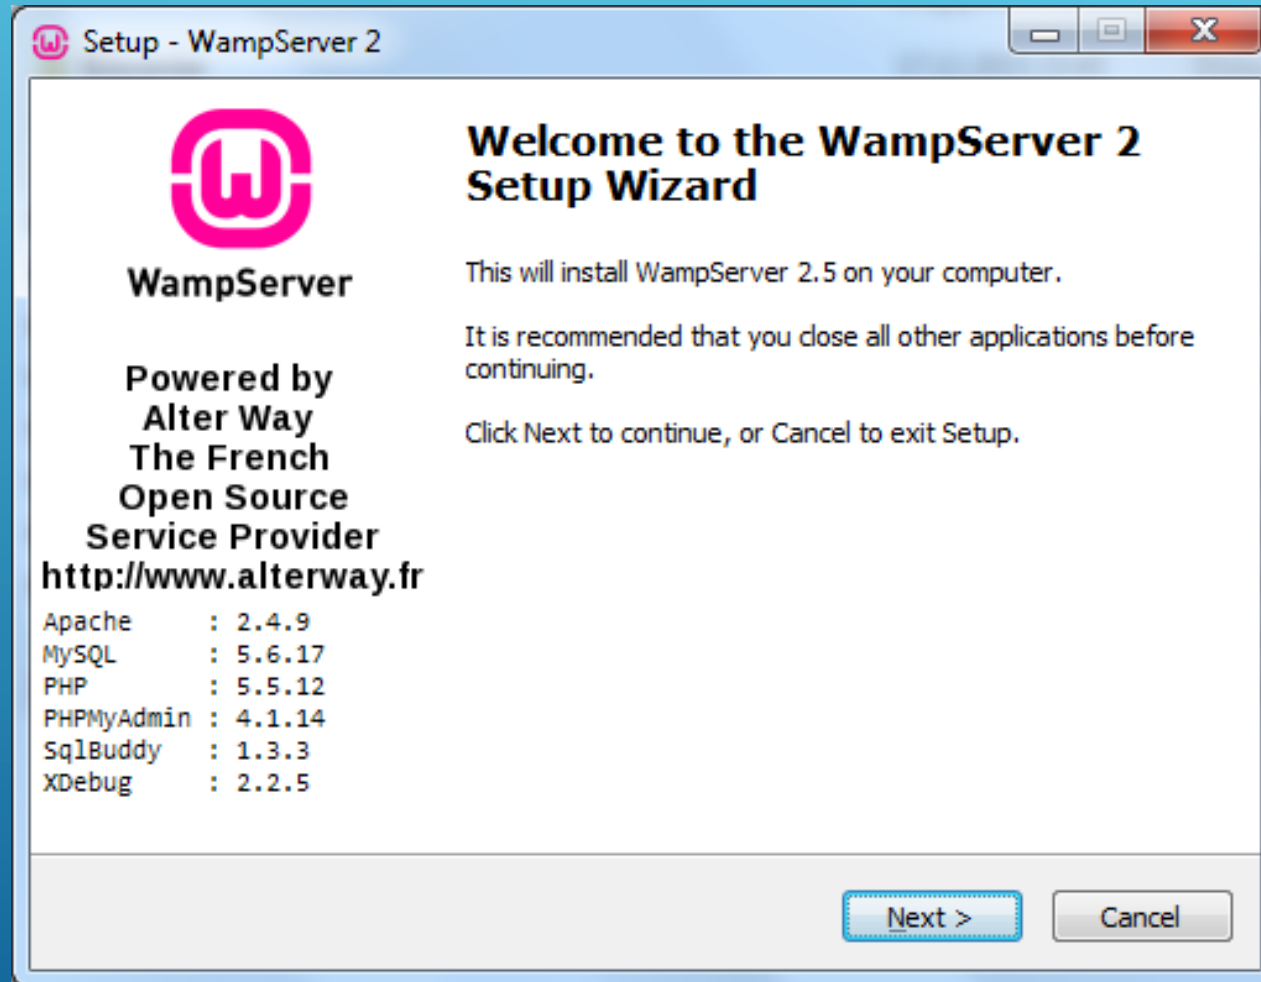 Setup - WampServer 2
WampServer
Powered by
Alter Way
The French
Open Source
Service Provider
http://www.alterway.fr
Apache : 2.4.9
MySQL : 5.6.17
PHP : 5.5.12
PHPMyAdmin : 4.1.14
SqlBuddy : 1.3.3
XDebug : 2.2.5
Welcome to the WampServer 2
Setup Wizard
This will install WampServer 2.5 on your computer.
It is recommended that you close all other applications before
continuing.
Click Next to continue, or Cancel to exit Setup.
Next >
Cancel